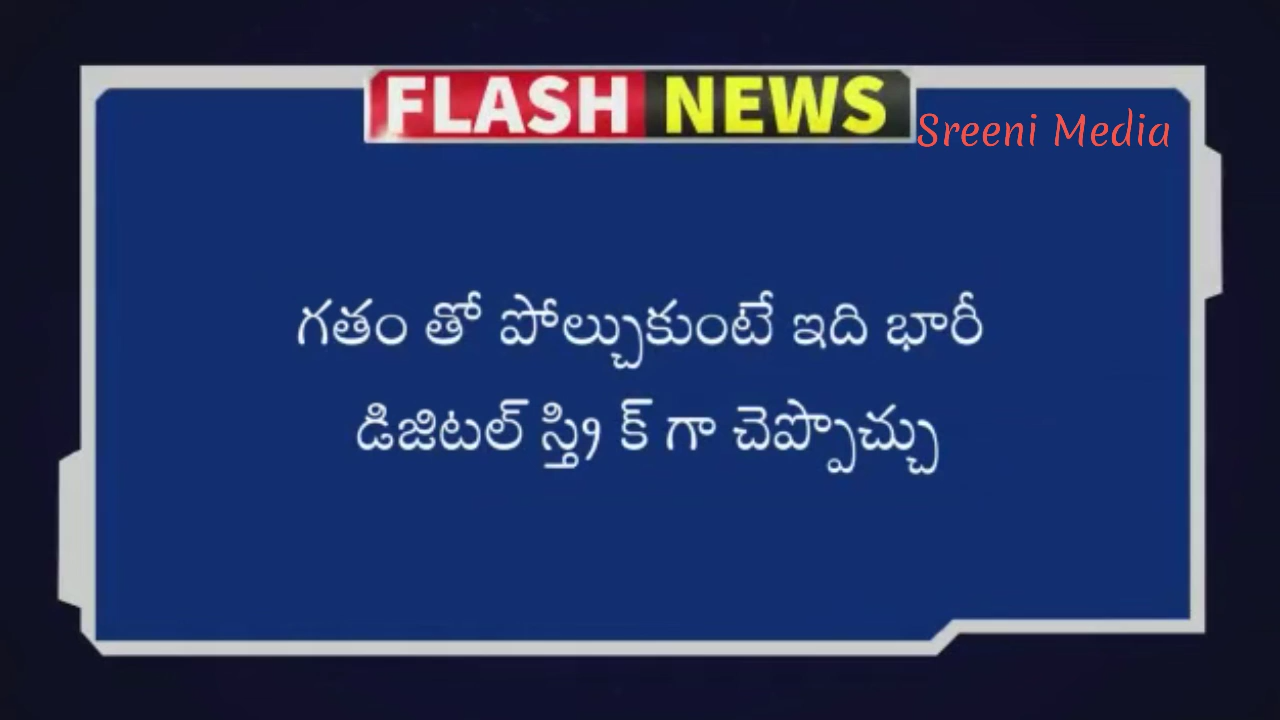 FLASH NEWS
Sreeni Media
గతం తో పోల్చుకుంటే ఇది భారీ
డిజిటల్ స్త్రి క్ గా చెప్పొచ్చు